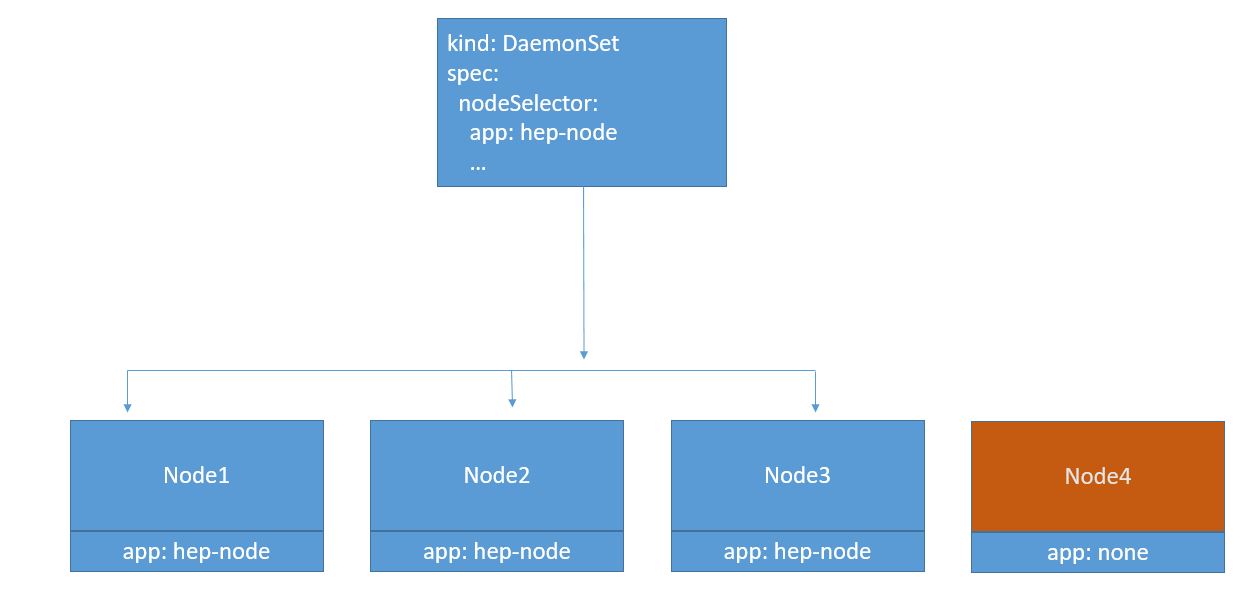 kind: DaemonSet
spec:
nodeSelector:
app: hep-node
...
Node1
Node2
Node3
Node4
app: hep-node
app: hep-node
app: hep-node
app: none